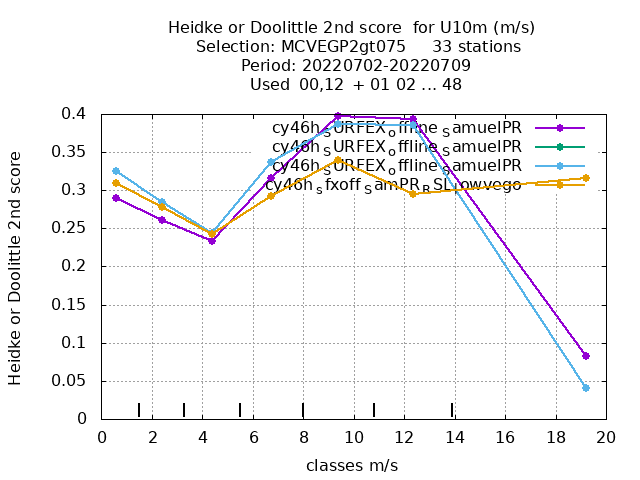 Heidke or Doolittle 2nd score for U10m (m/s)
Selection: MCVEGP2gt075 33 stations
Period: 20220702-20220709
Used 00,12 + 01 02 ... 48
cy46h_SURFEX_offline_samuelPR
cy46h_SURFEX_offline_samuelPR
cy46h_SURFEX_offline_samuelPR
cy46h_sfxoff_samPR_RSL_lowvego
0.4
0.35
0.3
0.25
0.2
0.15
0.1
0.05
0
Heidke or Doolittle 2nd score
0 2 4 6 8 10 12 14 16 18 20
classes m/s